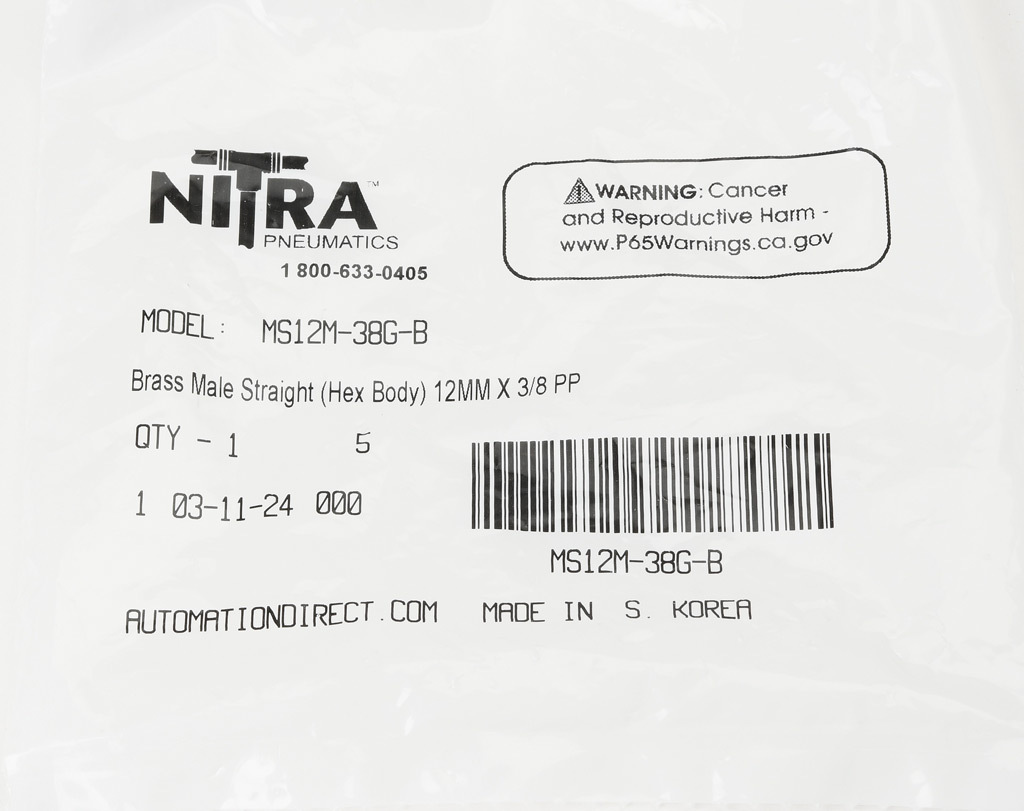 NITRA™
PNEUMATICS
1 800-633-0405
WARNING: Cancer
and Reproductive Harm -
www.P65Warnings.ca.gov
MODEL: MS12M-38G-B
Brass Male Straight (Hex Body) 12MM X 3/8 PP
QTY - 1 5
1 03-11-24 000
MS12M-38G-B
AUTOMATIONDIRECT.COM MADE IN S. KOREA